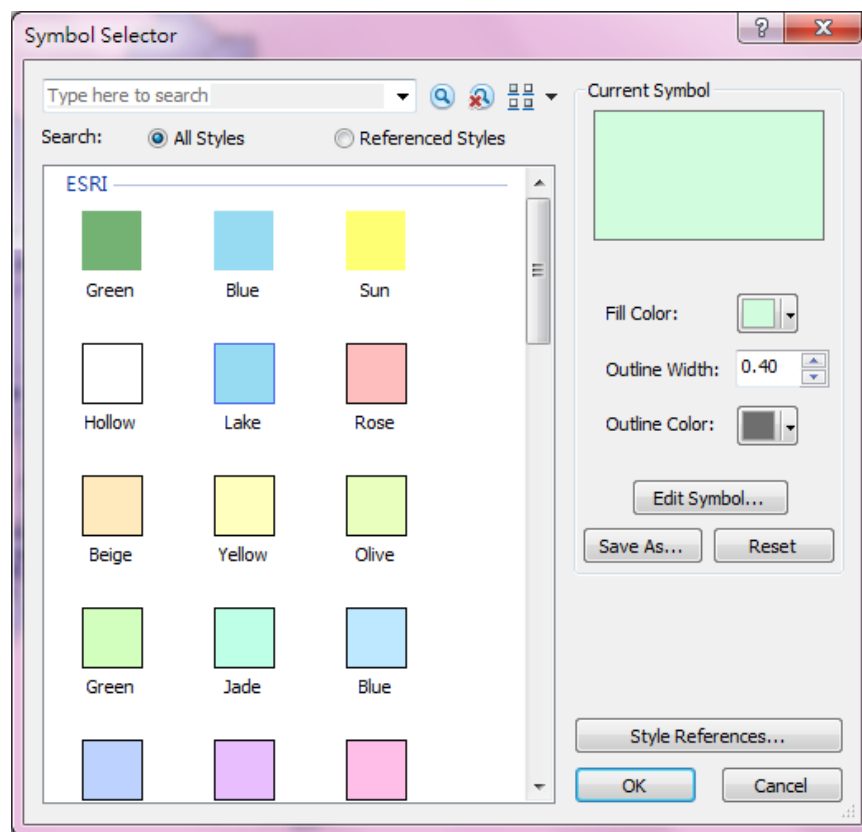 Symbol Selector
Type here to search
Search: All Styles Referenced Styles
ESRI
Green Blue Sun
Hollow Lake Rose
Beige Yellow Olive
Green Jade Blue
Current Symbol
Fill Color:
Outline Width: 0.40
Outline Color:
Edit Symbol...
Save As... Reset
Style References...
OK Cancel